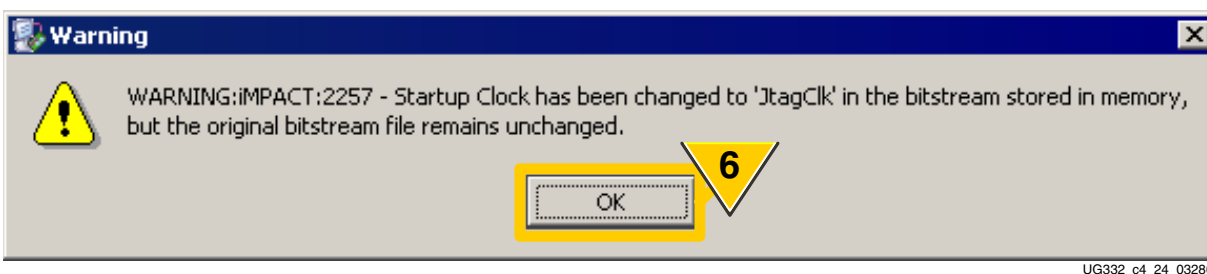 Warning
WARNING:iMPACT:2257 - Startup Clock has been changed to 'JtagClk' in the bitstream stored in memory,
but the original bitstream file remains unchanged.
6
OK
UG332_c4_24_0328